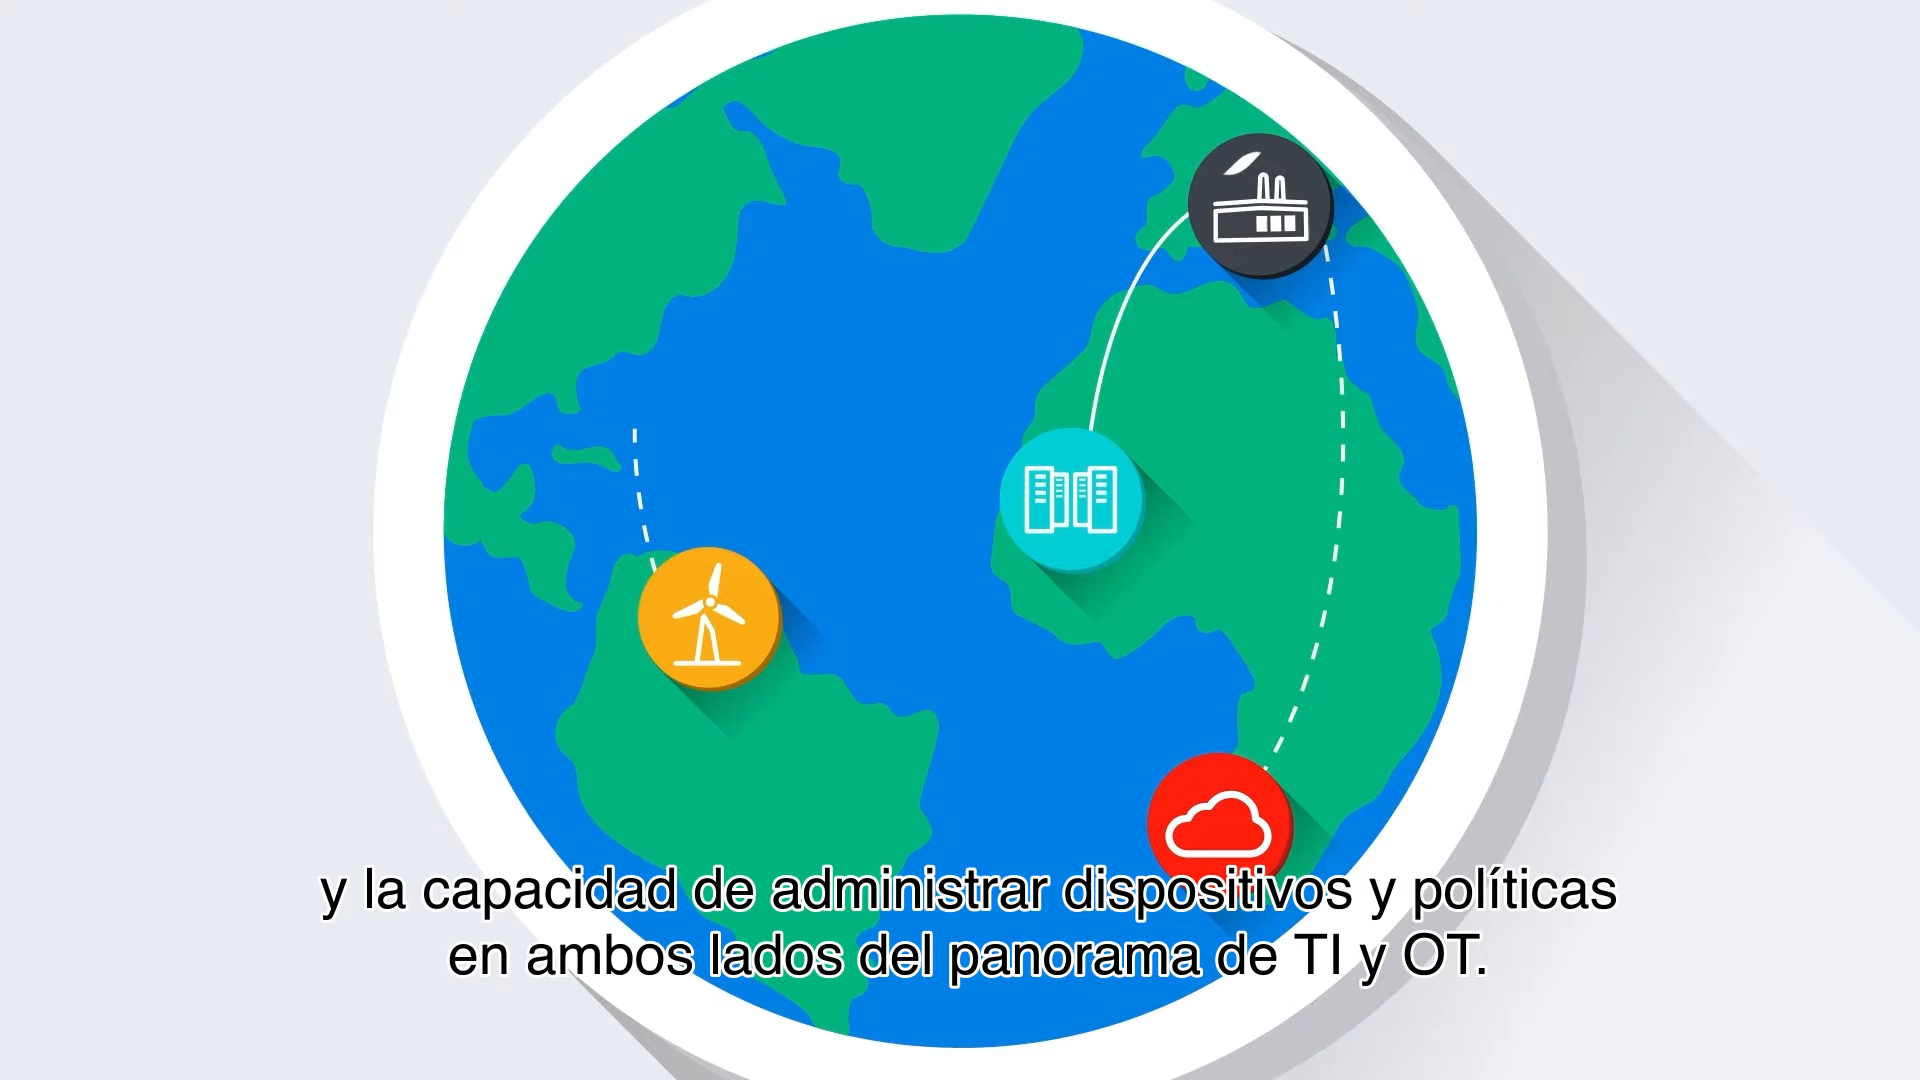 y la capacidad de administrar dispositivos y políticas
en ambos lados del panorama de TI y OT.